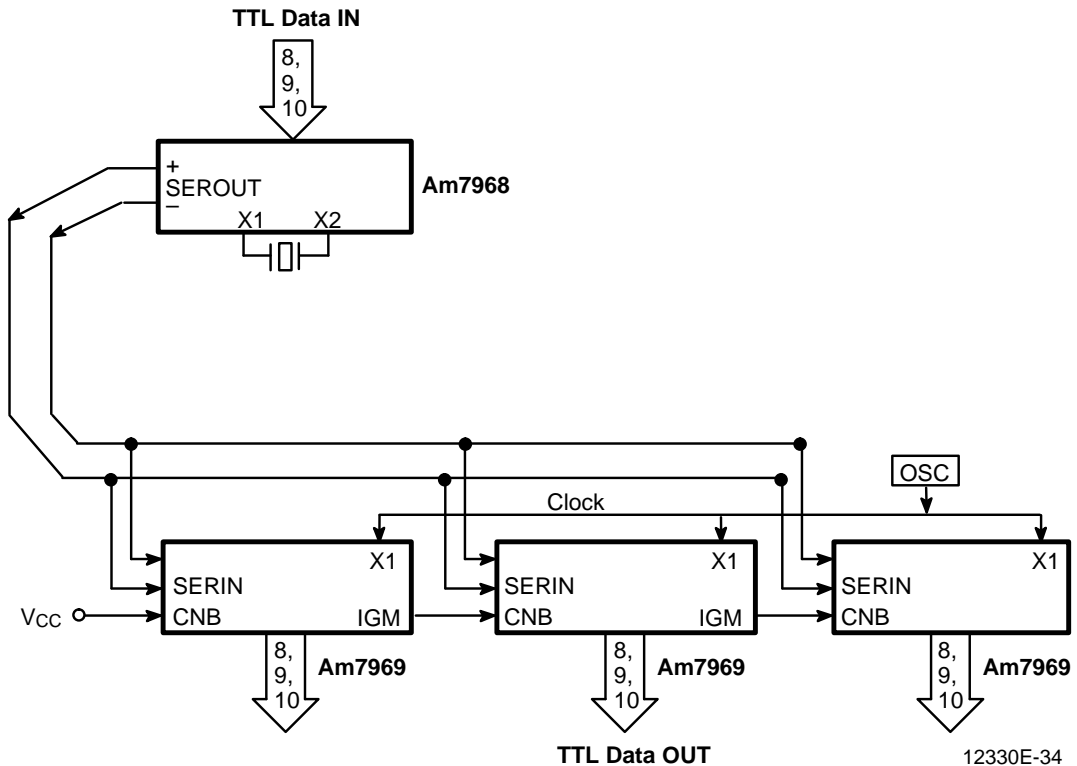 TTL Data IN
8,
9,
10
+
SEROUT
–
X1 X2
Am7968
OSC
Clock
X1
SERIN
CNB
IGM
X1
SERIN
CNB
IGM
X1
SERIN
CNB
VCC
8,
9,
10
Am7969
8,
9,
10
Am7969
8,
9,
10
Am7969
TTL Data OUT
12330E-34